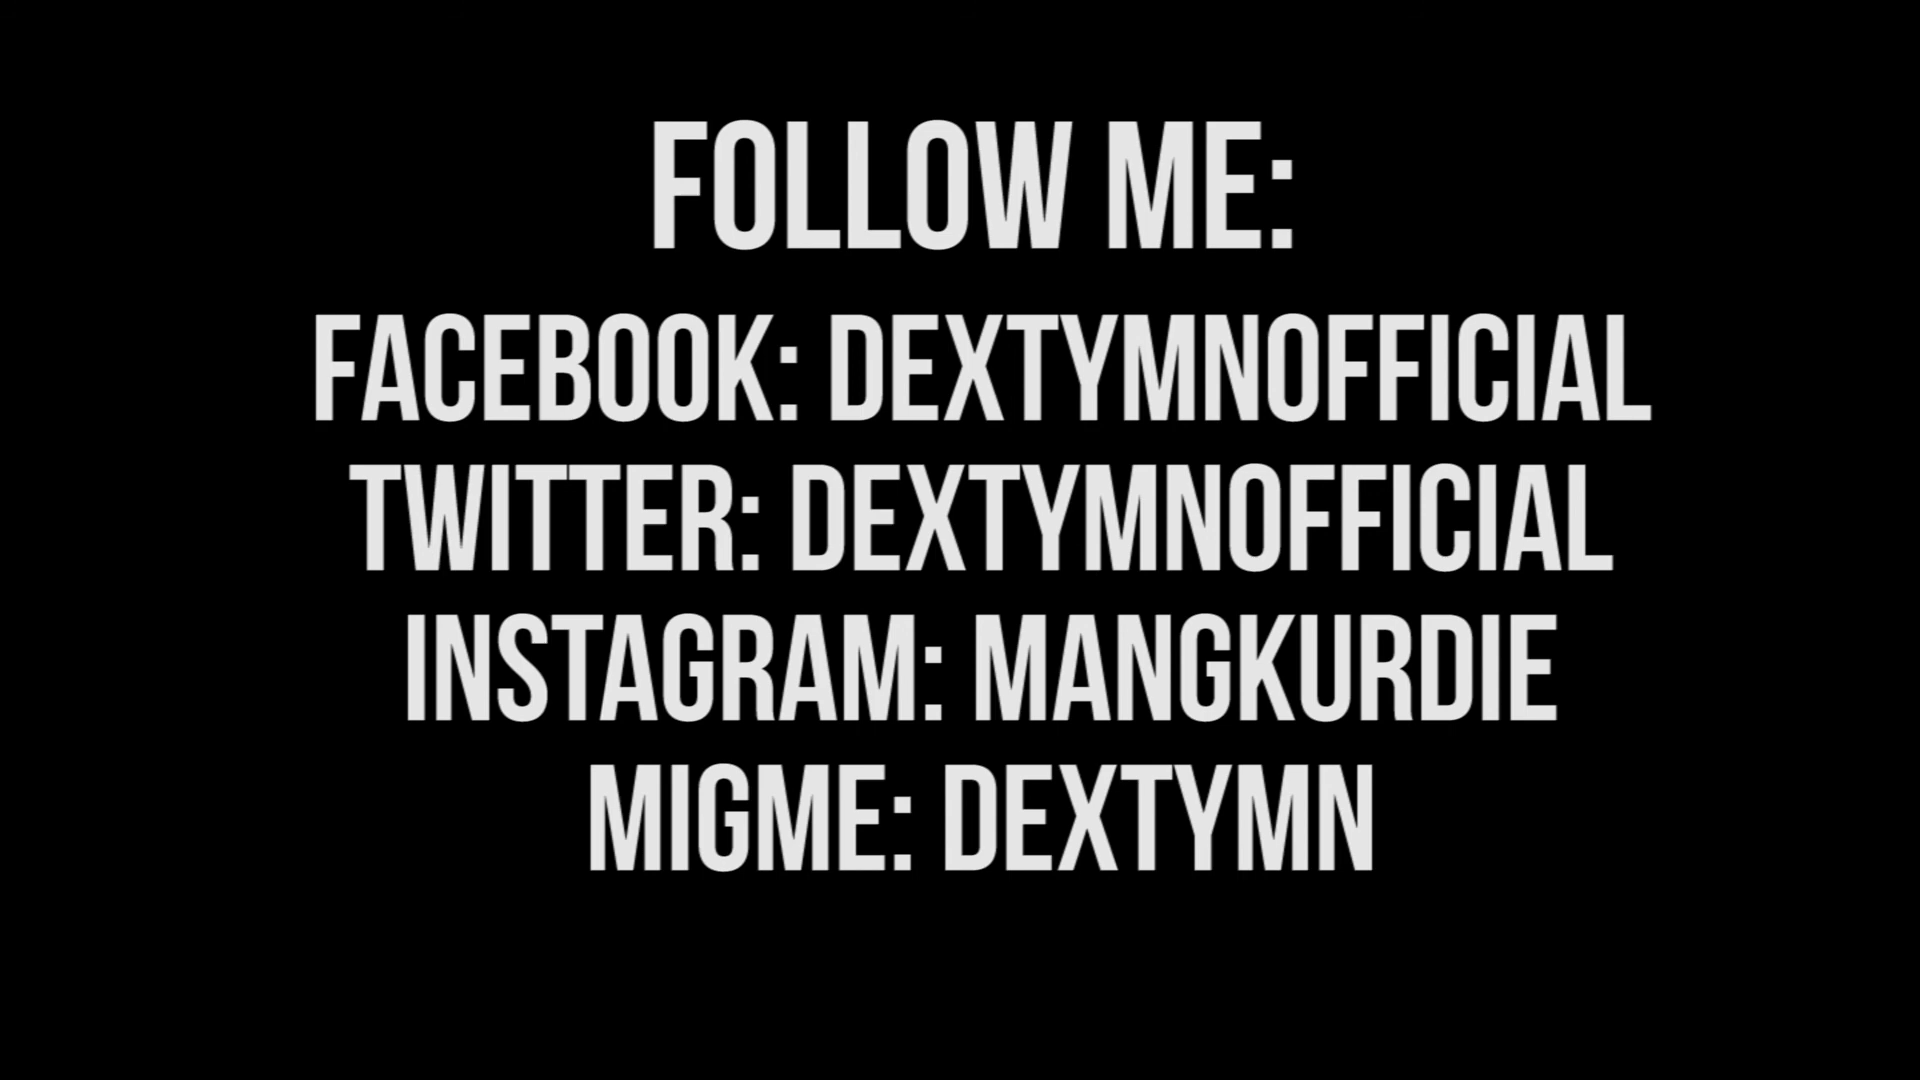 FOLLOW ME:
FACEBOOK: DEXTYMNOFFICIAL
TWITTER: DEXTYMNOFFICIAL
INSTAGRAM: MANGKURDIE
MIGME: DEXTYMN